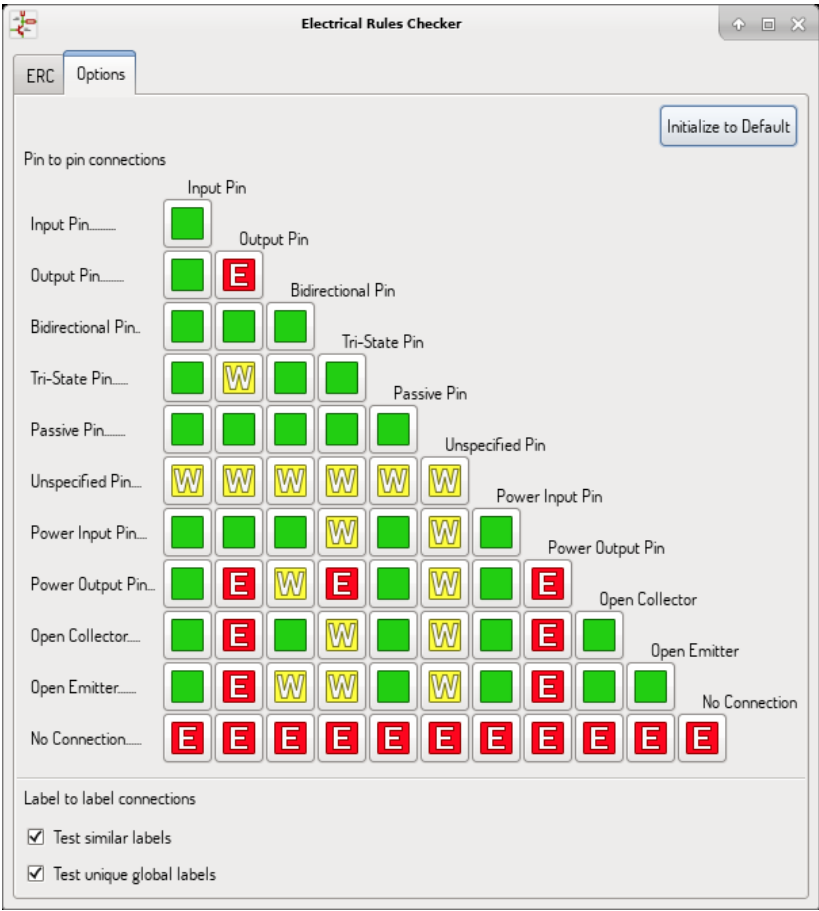 Electrical Rules Checker
ERC Options
Initialize to Default
Pin to pin connections
Input Pin
Input Pin.........
Output Pin
Output Pin........ E
Bidirectional Pin
Bidirectional Pin..
Tri-State Pin
Tri-State Pin...... W
Passive Pin
Passive Pin........
Unspecified Pin
Unspecified Pin.... W W W W W W
Power Input Pin
Power Input Pin.... W W
Power Output Pin
Power Output Pin... E W E W E
Open Collector
Open Collector..... E W W E
Open Emitter
Open Emitter....... E W W W E
No Connection
No Connection...... E E E E E E E E E E E
Label to label connections
Test similar labels
Test unique global labels